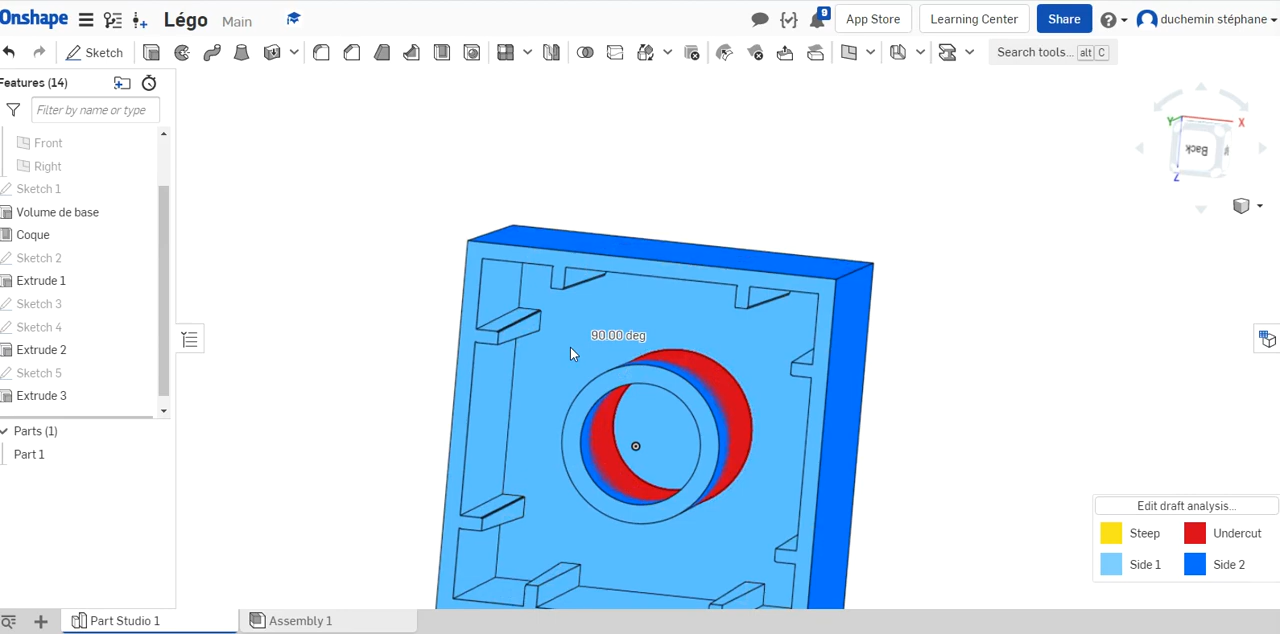 Onshape
Légo
Main
9
App Store
Learning Center
Share
duchemin stéphane
Sketch
Search tools... alt C
Features (14)
Filter by name or type
Front
Right
Sketch 1
Volume de base
Coque
Sketch 2
Extrude 1
Sketch 3
Sketch 4
Extrude 2
Sketch 5
Extrude 3
Parts (1)
Part 1
90.00 deg
Y
X
Back
Z
Edit draft analysis...
Steep
Undercut
Side 1
Side 2
Part Studio 1
Assembly 1